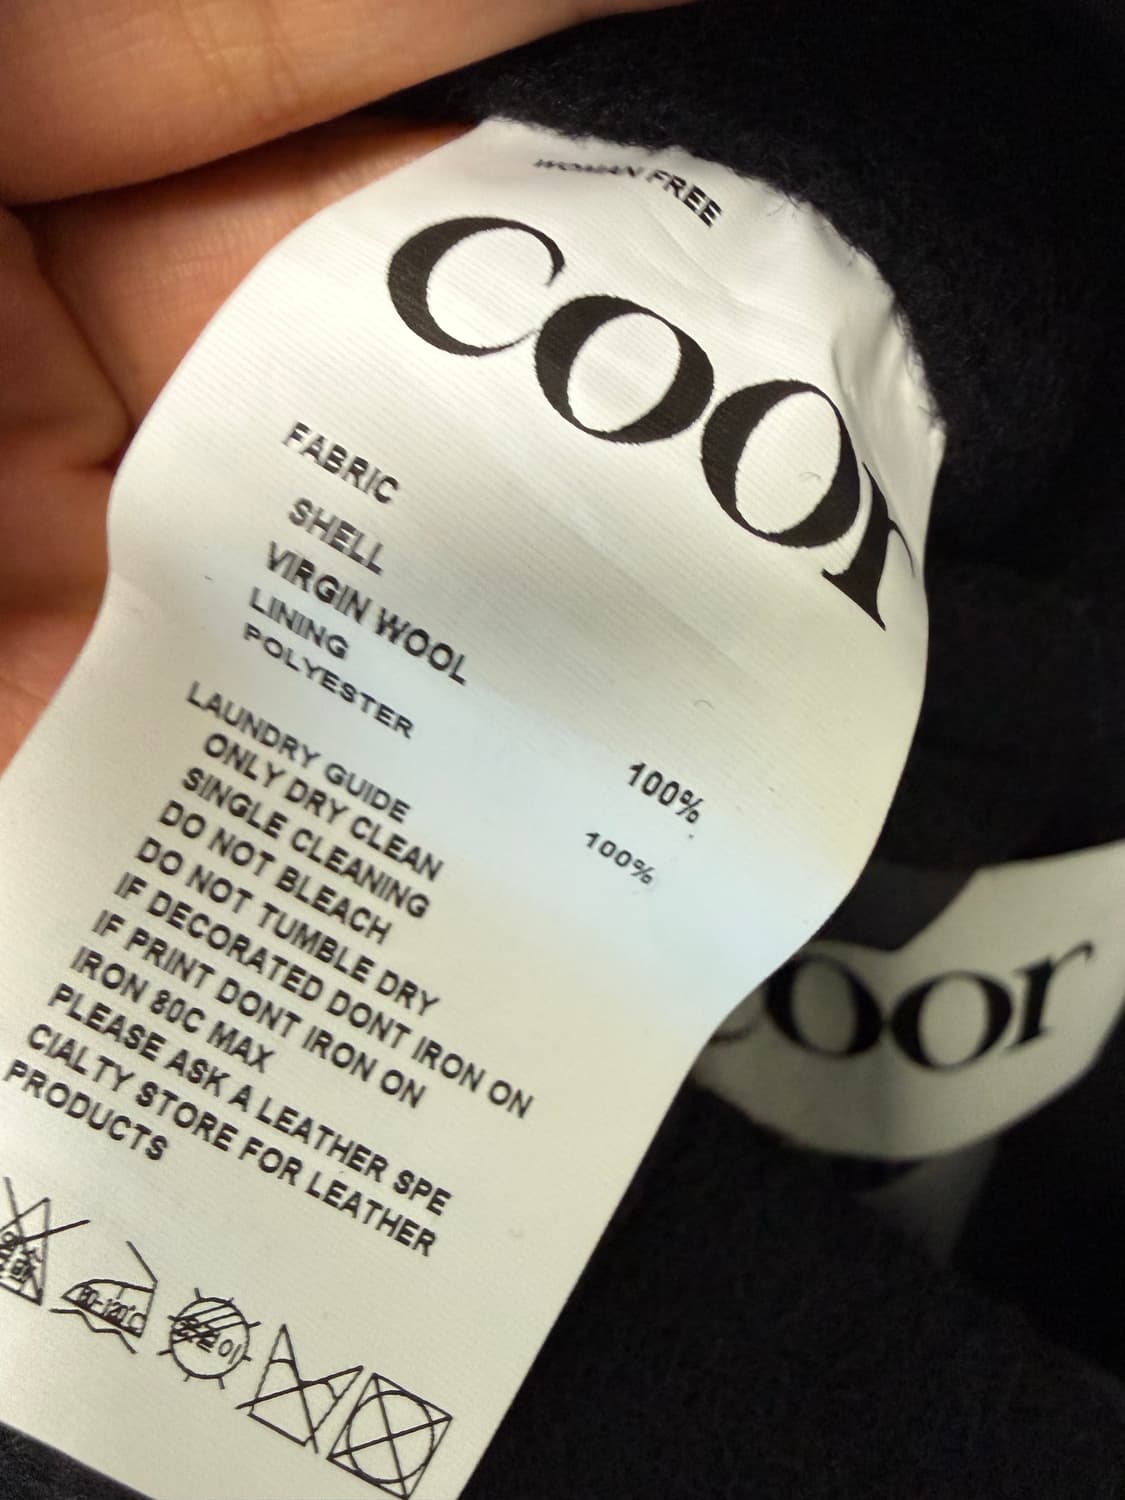 WOMAN FREE
coor
FABRIC
SHELL
VIRGIN WOOL 100%
LINING
POLYESTER 100%
LAUNDRY GUIDE
ONLY DRY CLEAN
SINGLE CLEANING
DO NOT BLEACH
DO NOT TUMBLE DRY
IF DECORATED DONT IRON ON
IF PRINT DONT IRON ON
IRON 80C MAX
PLEASE ASK A LEATHER SPE
CIALTY STORE FOR LEATHER
PRODUCTS
80-120°C
coor